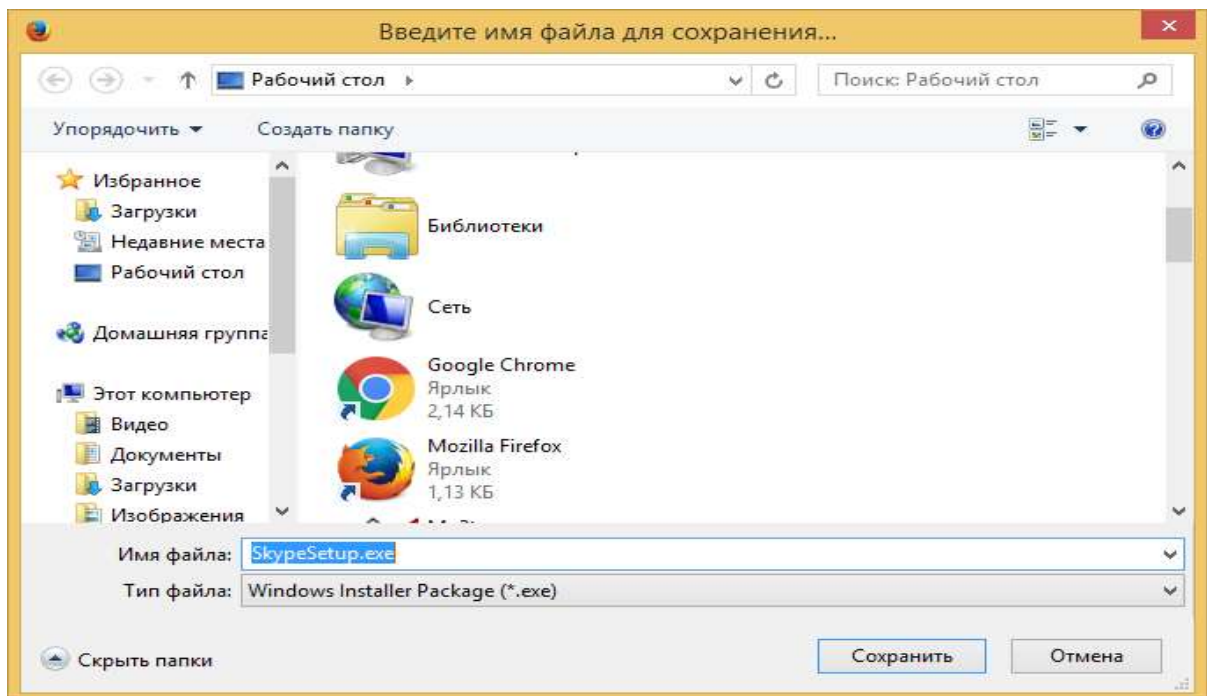 Введите имя файла для сохранения...
Рабочий стол
Поиск: Рабочий стол
Упорядочить
Создать папку
Избранное
Загрузки
Недавние места
Рабочий стол
Домашняя группа
Этот компьютер
Видео
Документы
Загрузки
Изображения
Библиотеки
Сеть
Google Chrome
Ярлык
2,14 КБ
Mozilla Firefox
Ярлык
1,13 КБ
Имя файла: SkypeSetup.exe
Тип файла: Windows Installer Package (*.exe)
Скрыть папки
Сохранить
Отмена